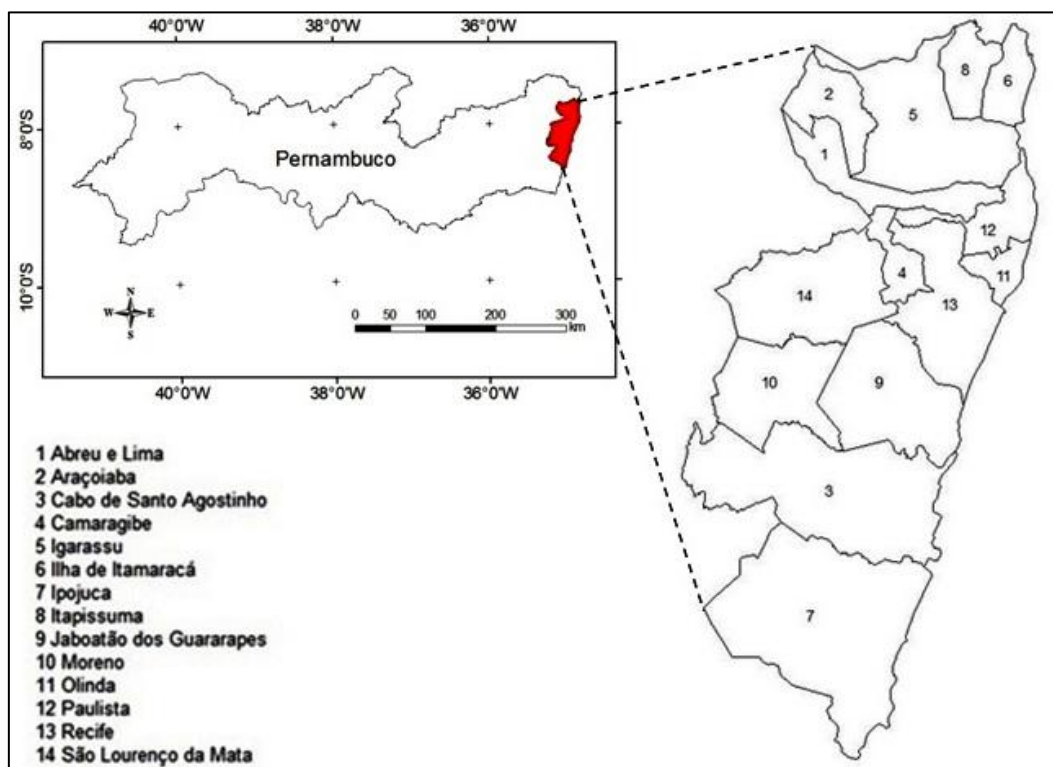 40°0'W 38°0'W 36°0'W
8°0'S
10°0'S
Pernambuco
N
W E
S
0 50 100 200 300
km
40°0'W 38°0'W 36°0'W
1 Abreu e Lima
2 Araçoiaba
3 Cabo de Santo Agostinho
4 Camaragibe
5 Igarassu
6 Ilha de Itamaracá
7 Ipojuca
8 Itapissuma
9 Jaboatão dos Guararapes
10 Moreno
11 Olinda
12 Paulista
13 Recife
14 São Lourenço da Mata
8
6
2
5
1
12
4
11
14
13
10
9
3
7